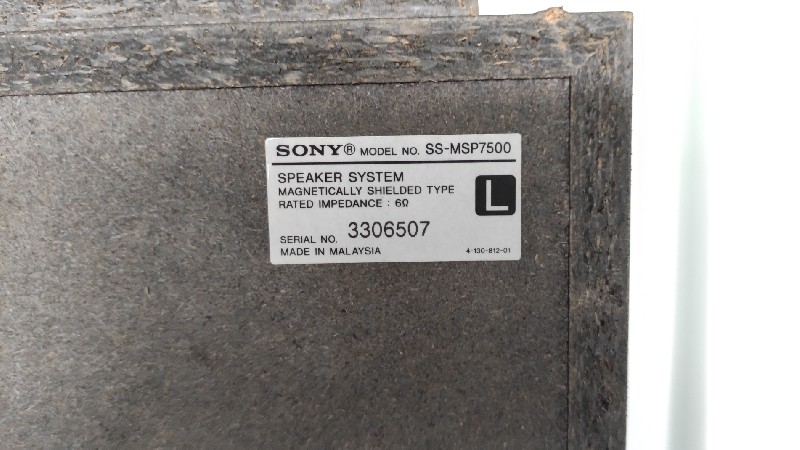 SONY® MODEL NO. SS-MSP7500
SPEAKER SYSTEM
MAGNETICALLY SHIELDED TYPE
RATED IMPEDANCE : 6Ω
L
SERIAL NO. 3306507
MADE IN MALAYSIA 4-130-812-01